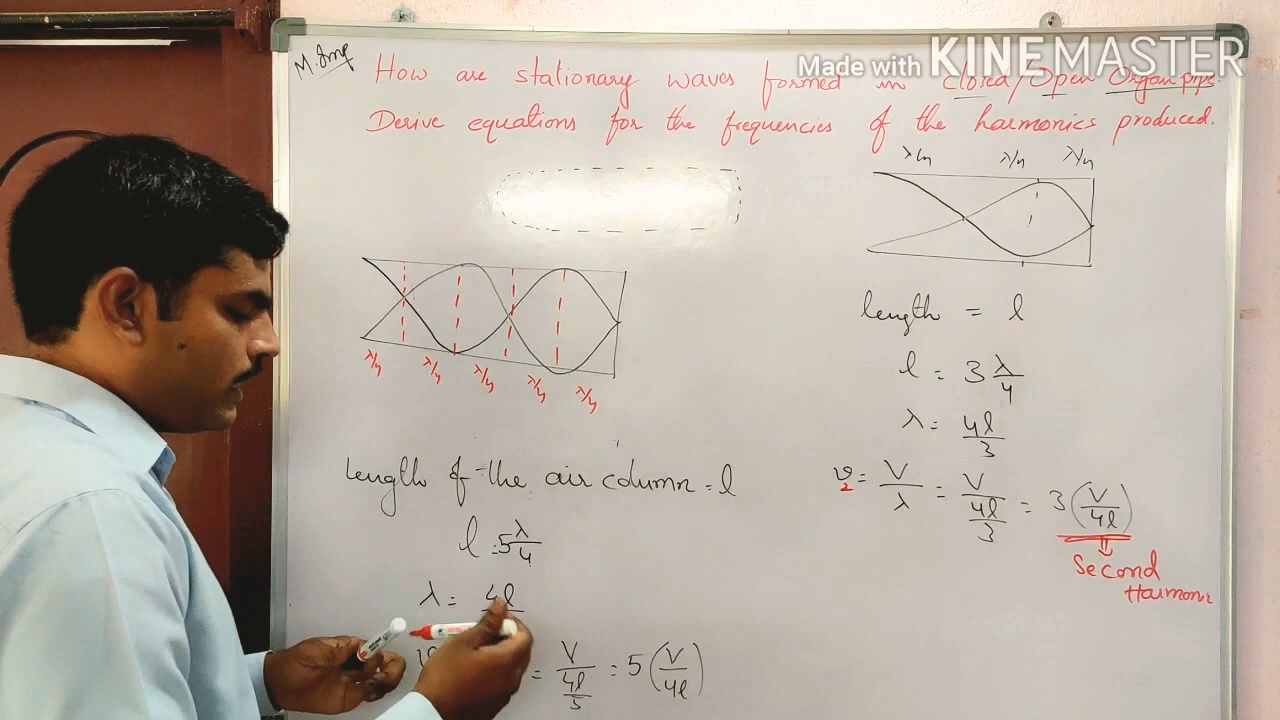 Made with KINEMASTER
M. Imp
How are stationary waves formed in Closed/Open Organ pipe.
Derive equations for the frequencies of the harmonics produced.
λ/4 λ/4 λ/4
λ/4 λ/4 λ/4 λ/4 λ/4
Length of the air column = l
l = 5 λ/4
λ = 4l
= V/(4l/5) = 5 (V/4l)
length = l
l = 3 λ/4
λ = 4l/3
ν₂ = V/λ = V/(4l/3) = 3 (V/4l)
Second
Harmonic